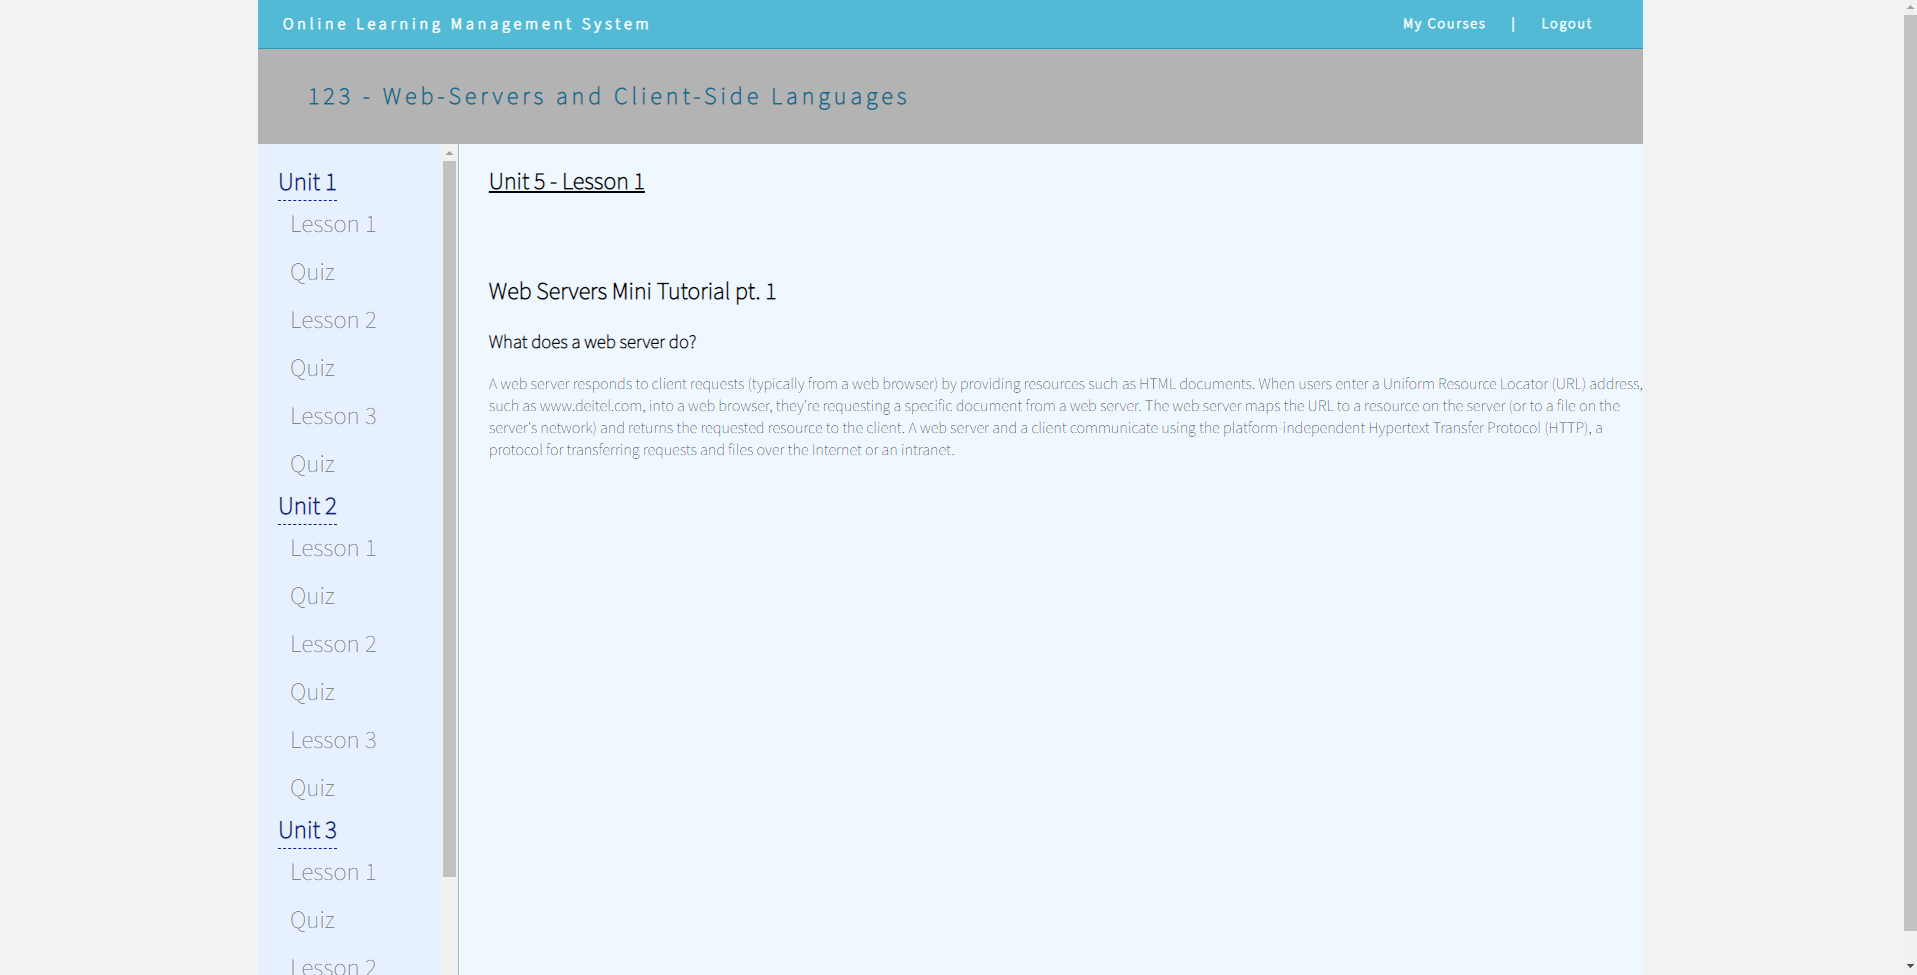 Online Learning Management System
My Courses | Logout
123 - Web-Servers and Client-Side Languages
Unit 1
Lesson 1
Quiz
Lesson 2
Quiz
Lesson 3
Quiz
Unit 2
Lesson 1
Quiz
Lesson 2
Quiz
Lesson 3
Quiz
Unit 3
Lesson 1
Quiz
Lesson 2
Unit 5 - Lesson 1
Web Servers Mini Tutorial pt. 1
What does a web server do?
A web server responds to client requests (typically from a web browser) by providing resources such as HTML documents. When users enter a Uniform Resource Locator (URL) address,
such as www.deitel.com, into a web browser, they're requesting a specific document from a web server. The web server maps the URL to a resource on the server (or to a file on the
server's network) and returns the requested resource to the client. A web server and a client communicate using the platform-independent Hypertext Transfer Protocol (HTTP), a
protocol for transferring requests and files over the Internet or an intranet.